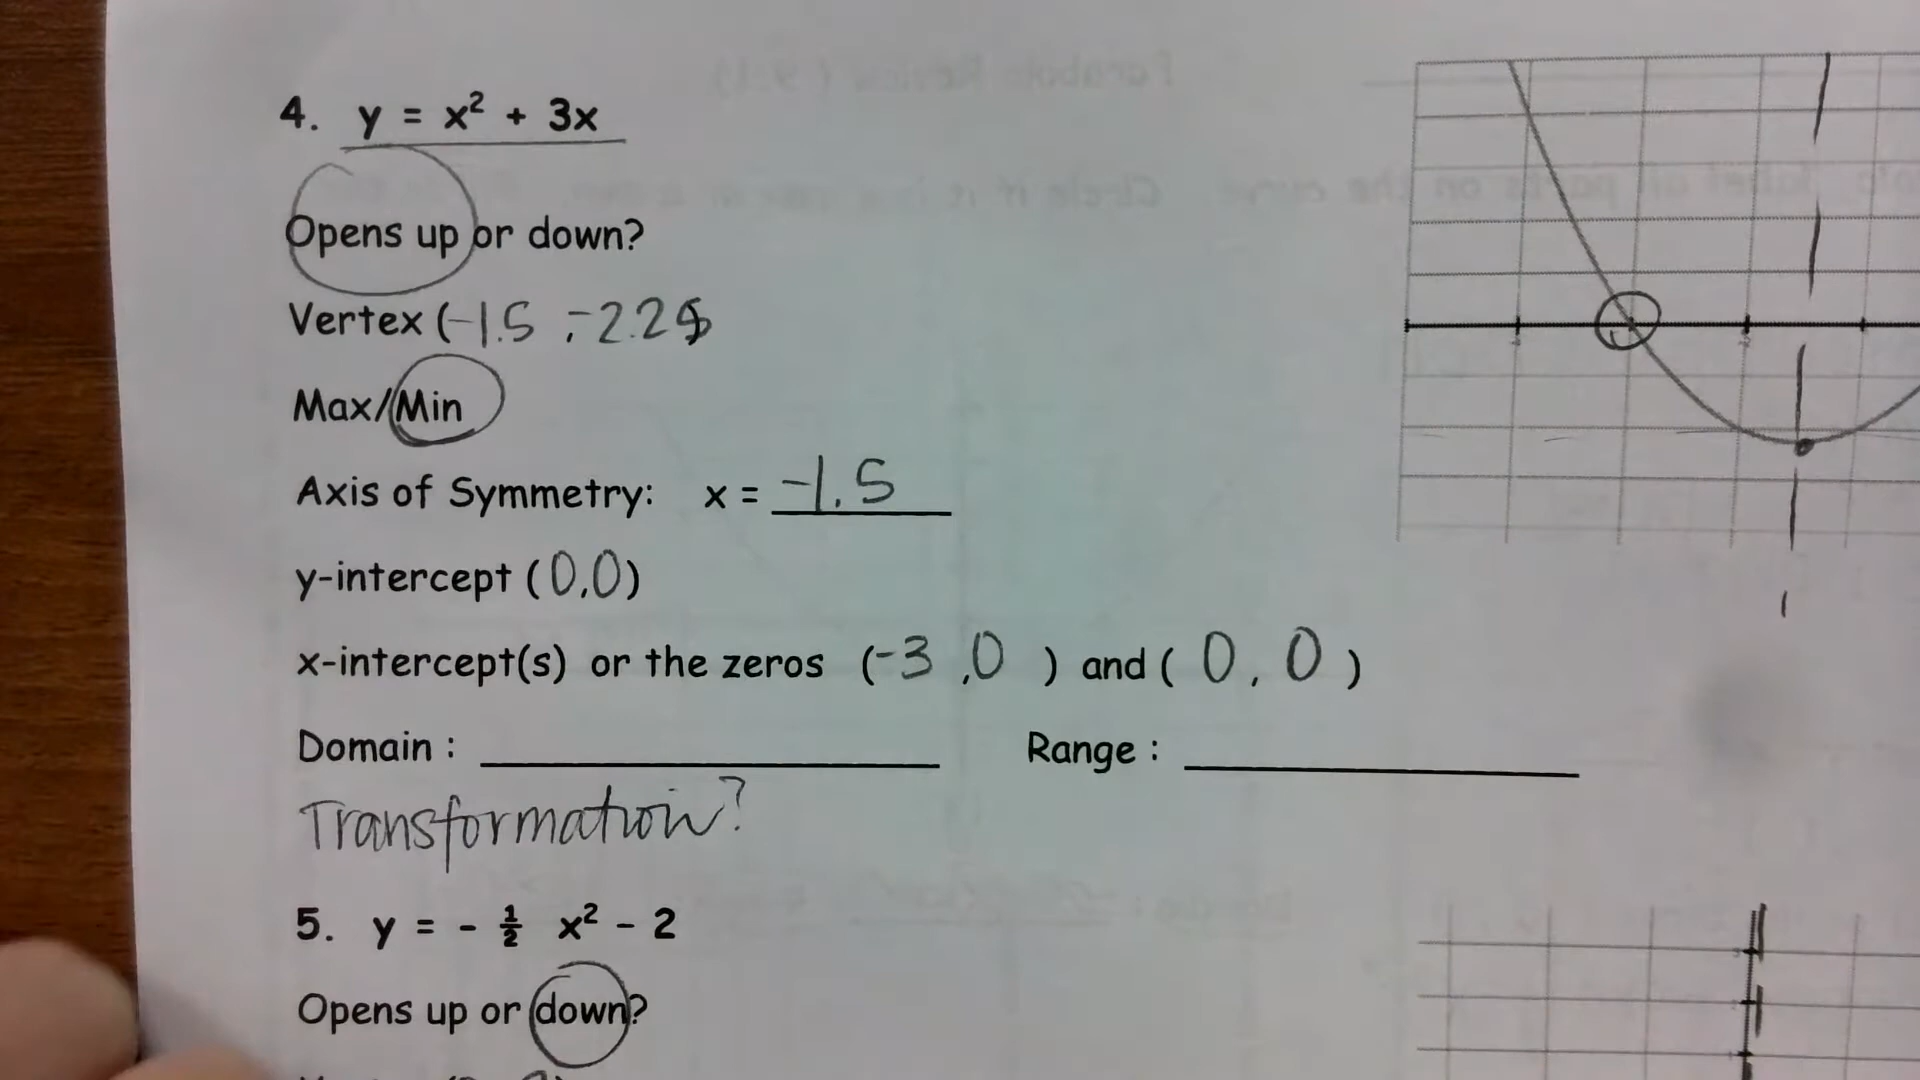 4. y = x² + 3x
Opens up or down?
Vertex (-1.5 , -2.25)
Max/Min
Axis of Symmetry: x = -1.5
y-intercept (0,0)
x-intercept(s) or the zeros (-3 ,0 ) and ( 0, 0 )
Domain : Range :
Transformation?
5. y = - ½ x² - 2
Opens up or down?